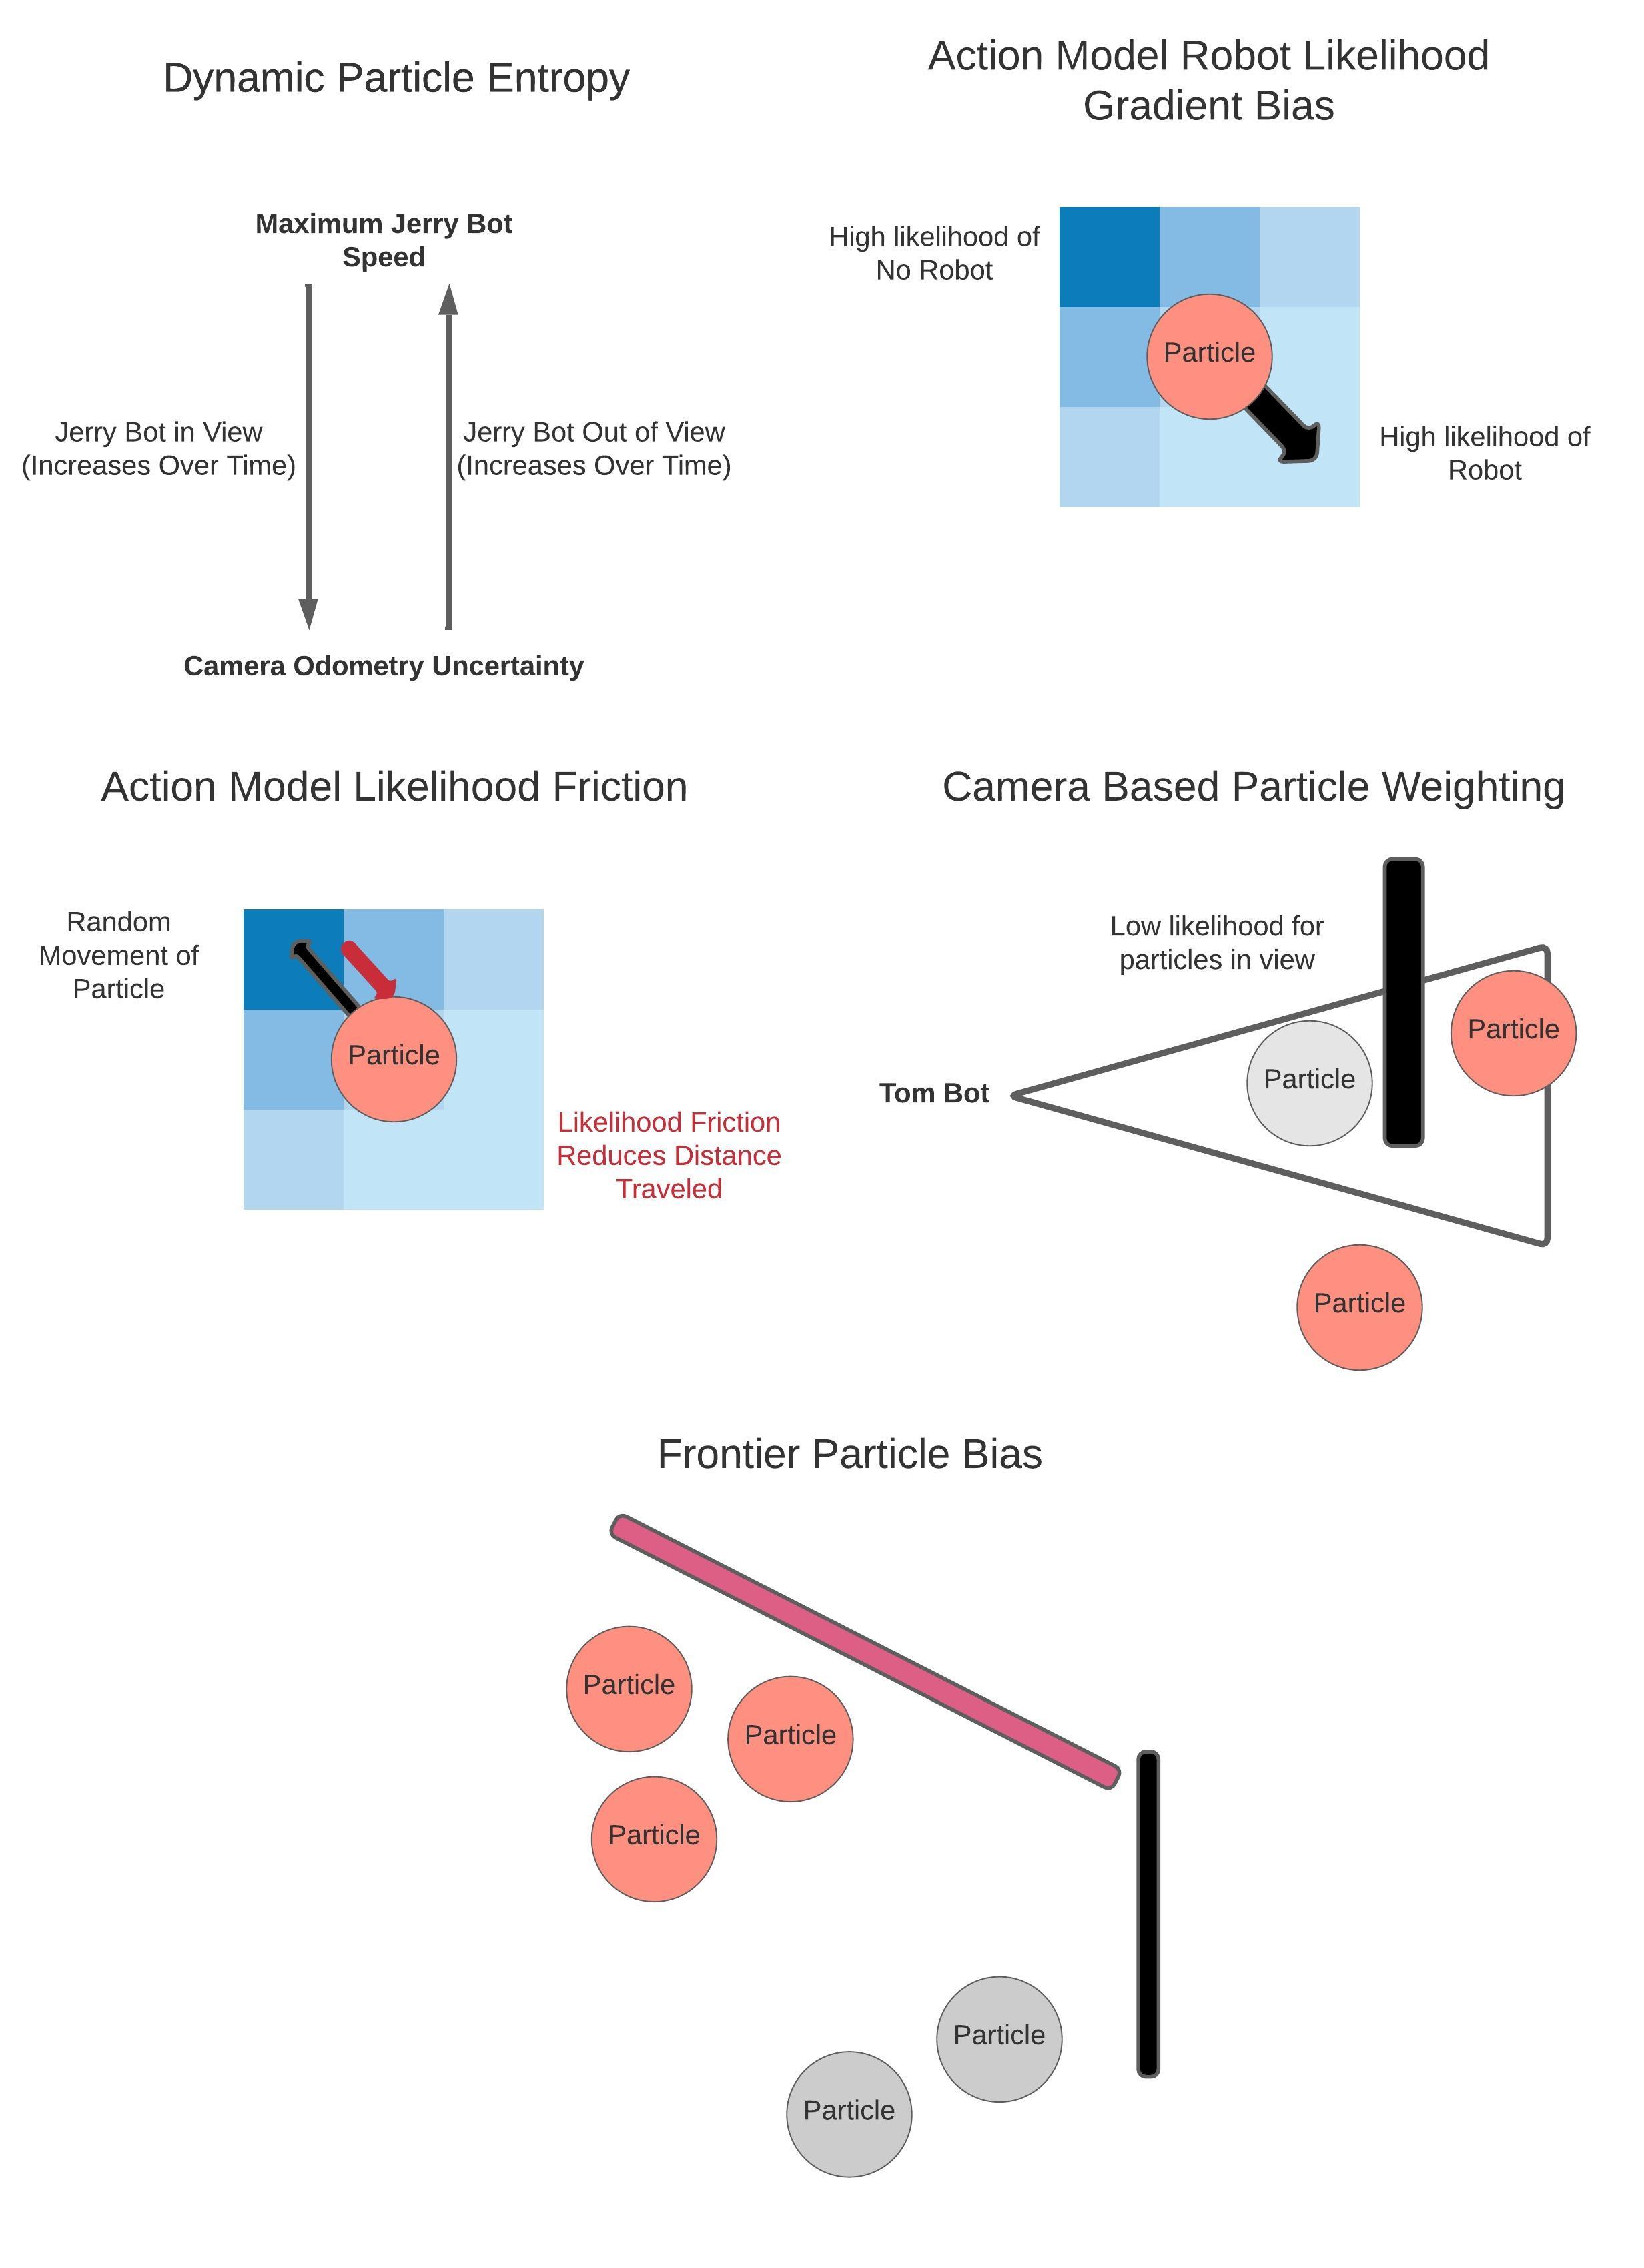 Dynamic Particle Entropy
Maximum Jerry Bot
Speed
Jerry Bot in View
(Increases Over Time)
Jerry Bot Out of View
(Increases Over Time)
Camera Odometry Uncertainty
Action Model Robot Likelihood
Gradient Bias
High likelihood of
No Robot
Particle
High likelihood of
Robot
Action Model Likelihood Friction
Random
Movement of
Particle
Particle
Likelihood Friction
Reduces Distance
Traveled
Camera Based Particle Weighting
Low likelihood for
particles in view
Particle
Particle
Tom Bot
Particle
Frontier Particle Bias
Particle
Particle
Particle
Particle
Particle